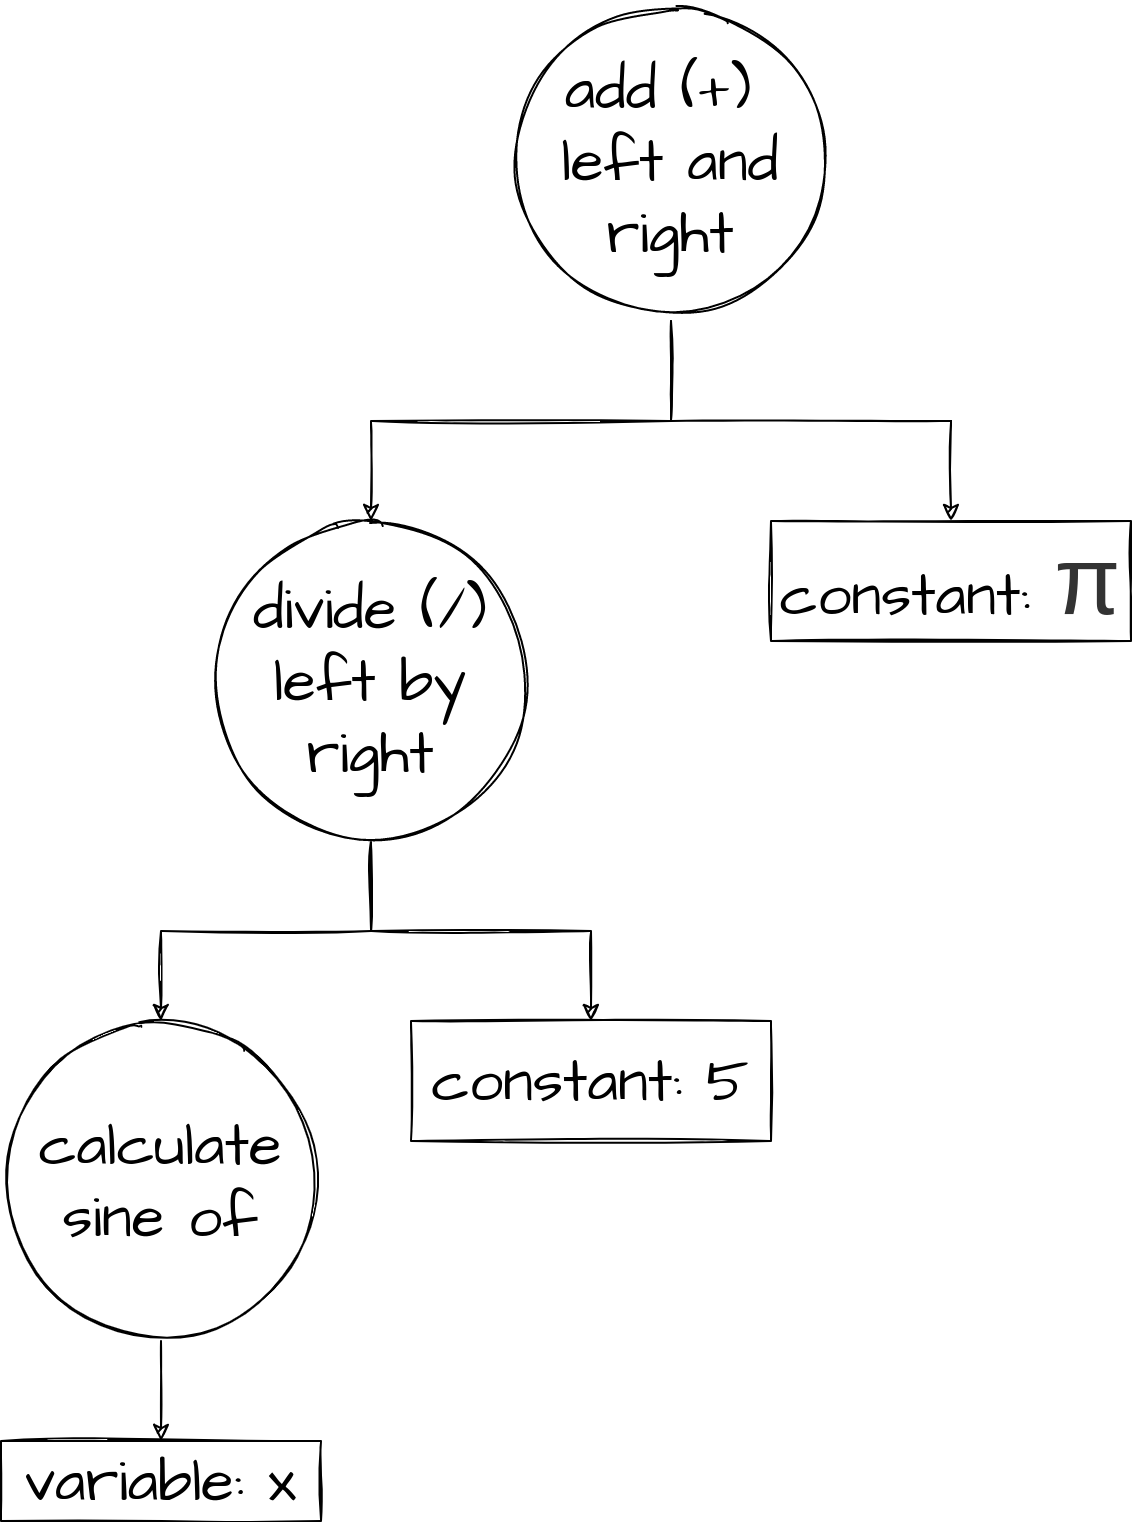 add (+)
left and
right
divide (/)
left by
right
constant: π
calculate
sine of
constant: 5
variable: x